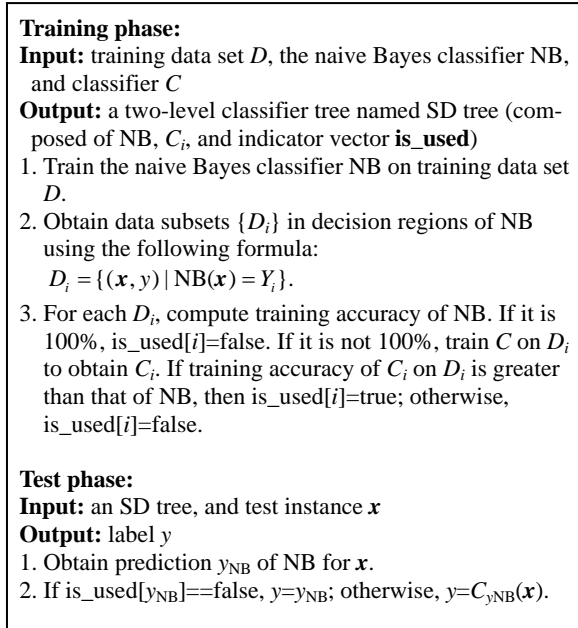 Training phase:
Input: training data set D, the naive Bayes classifier NB,
and classifier C
Output: a two-level classifier tree named SD tree (com-
posed of NB, Cᵢ, and indicator vector is_used)
1. Train the naive Bayes classifier NB on training data set
D.
2. Obtain data subsets {Dᵢ} in decision regions of NB
using the following formula:
Dᵢ = {(x, y) | NB(x) = Yᵢ}.
3. For each Dᵢ, compute training accuracy of NB. If it is
100%, is_used[i]=false. If it is not 100%, train C on Dᵢ
to obtain Cᵢ. If training accuracy of Cᵢ on Dᵢ is greater
than that of NB, then is_used[i]=true; otherwise,
is_used[i]=false.
Test phase:
Input: an SD tree, and test instance x
Output: label y
1. Obtain prediction y_NB of NB for x.
2. If is_used[y_NB]==false, y=y_NB; otherwise, y=C_yNB(x).